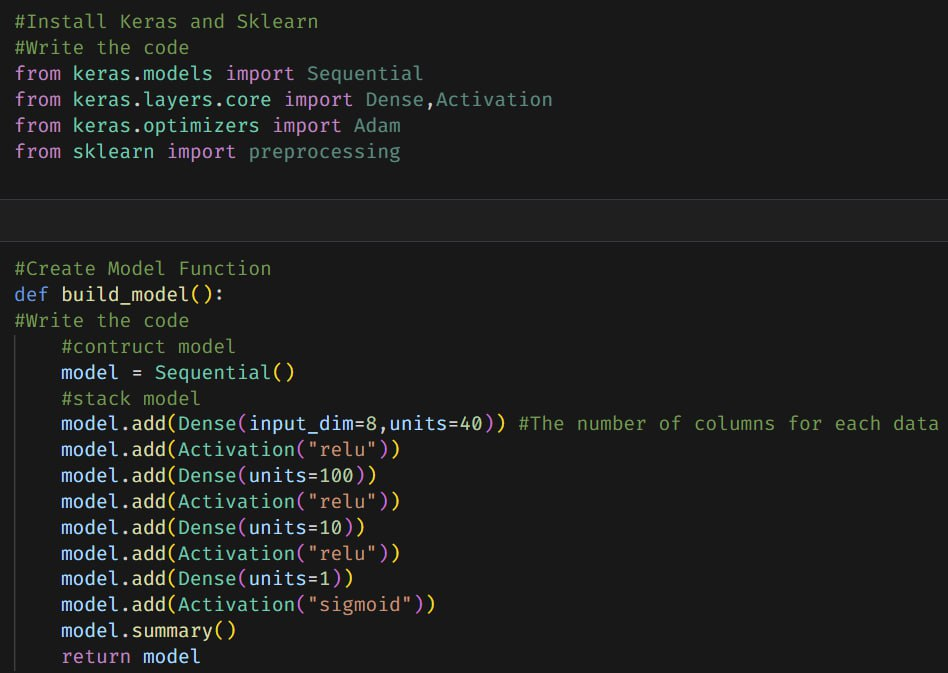 #Install Keras and Sklearn
#Write the code
from keras.models import Sequential
from keras.layers.core import Dense,Activation
from keras.optimizers import Adam
from sklearn import preprocessing
#Create Model Function
def build_model():
#Write the code
    #contruct model
    model = Sequential()
    #stack model
    model.add(Dense(input_dim=8,units=40)) #The number of columns for each data
    model.add(Activation("relu"))
    model.add(Dense(units=100))
    model.add(Activation("relu"))
    model.add(Dense(units=10))
    model.add(Activation("relu"))
    model.add(Dense(units=1))
    model.add(Activation("sigmoid"))
    model.summary()
    return model